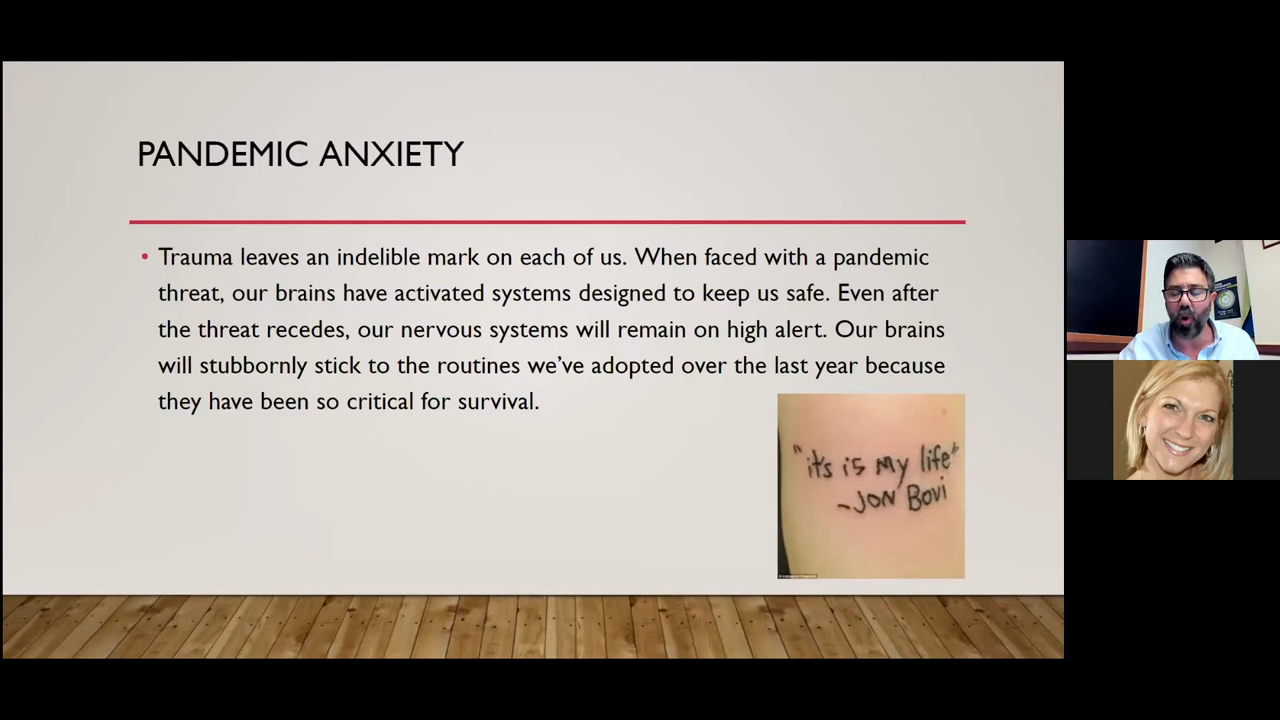 PANDEMIC ANXIETY
• Trauma leaves an indelible mark on each of us. When faced with a pandemic
threat, our brains have activated systems designed to keep us safe. Even after
the threat recedes, our nervous systems will remain on high alert. Our brains
will stubbornly stick to the routines we’ve adopted over the last year because
they have been so critical for survival.
"it's is my life"
-JON BOVI